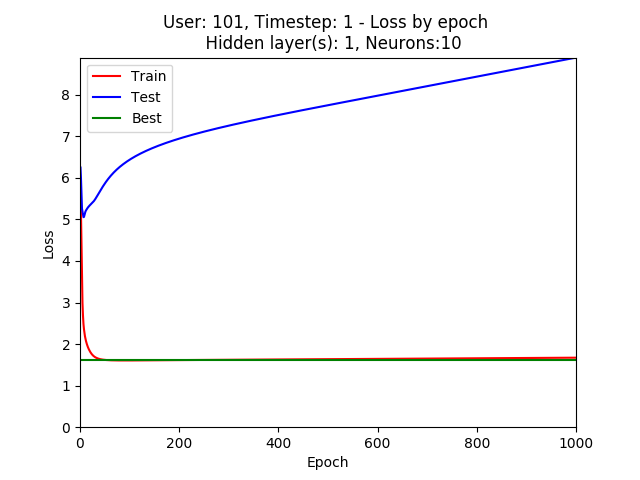 User: 101, Timestep: 1 - Loss by epoch
Hidden layer(s): 1, Neurons:10
Train
Test
Best
8
7
6
5
4
3
2
1
0
Loss
0
200
400
600
800
1000
Epoch